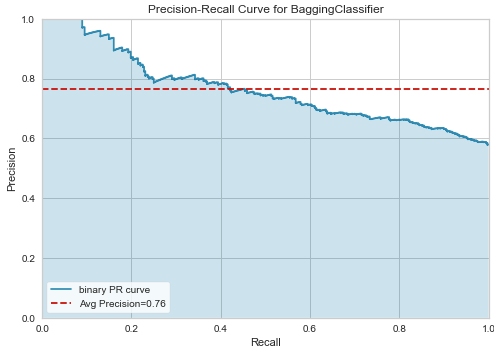 Precision-Recall Curve for BaggingClassifier
1.0
0.8
0.6
0.4
0.2
0.0
Precision
binary PR curve
Avg Precision=0.76
0.0 0.2 0.4 0.6 0.8 1.0
Recall